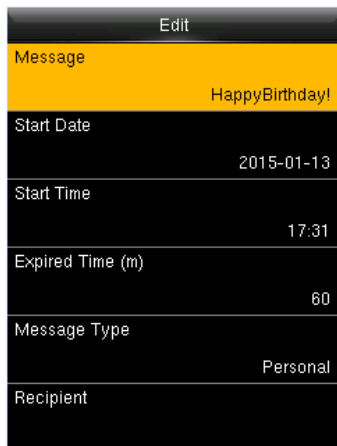 Edit
Message
HappyBirthday!
Start Date
2015-01-13
Start Time
17:31
Expired Time (m)
60
Message Type
Personal
Recipient